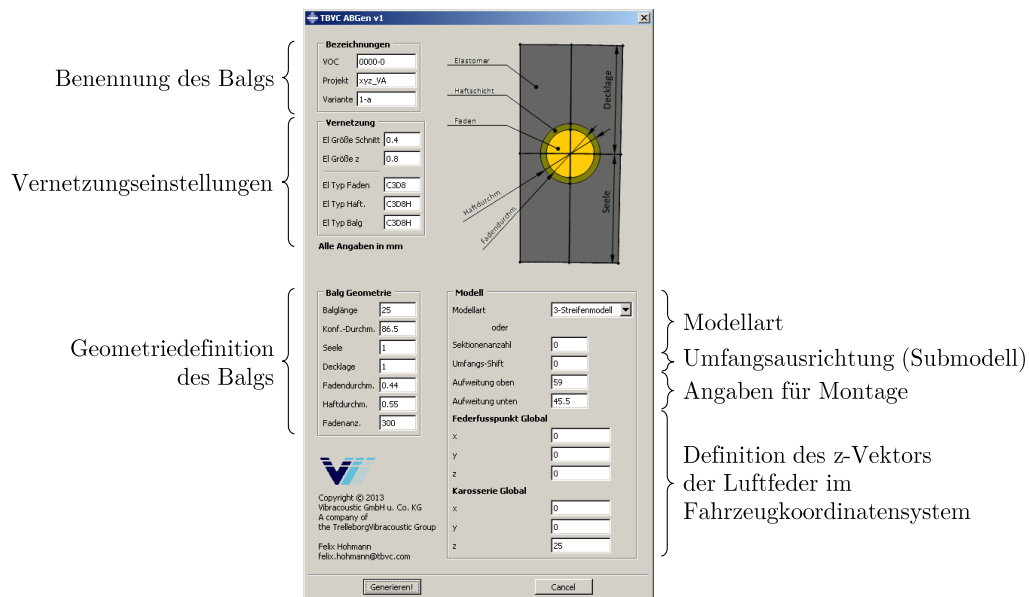 TBVC ABGen v1
Benennung des Balgs
Bezeichnungen
VOC 0000-0
Projekt xyz_VA
Variante 1-a
Vernetzungseinstellungen
Vernetzung
El Größe Schnitt 0.4
El Größe z 0.8
El Typ Faden C3D8
El Typ Haft. C3D8H
El Typ Balg C3D8H
Alle Angaben in mm
Elastomer
Haftschicht
Faden
Haftdurchm.
Fadendurchm.
Decklage
Seele
Geometriedefinition
des Balgs
Balg Geometrie
Balglänge 25
Konf.-Durchm. 86.5
Seele 1
Decklage 1
Fadendurchm. 0.44
Haftdurchm. 0.55
Fadenanz. 300
Modell
Modellart 3-Streifenmodell
oder
Sektionenanzahl 0
Umfangs-Shift 0
Aufweitung oben 59
Aufweitung unten 45.5
Federfusspunkt Global
x 0
y 0
z 0
Karosserie Global
x 0
y 0
z 25
Modellart
Umfangsausrichtung (Submodell)
Angaben für Montage
Definition des z-Vektors
der Luftfeder im
Fahrzeugkoordinatensystem
Copyright © 2013
Vibracoustic GmbH u. Co. KG
A company of
the TrelleborgVibracoustic Group
Felix Hohmann
felix.hohmann@tbvc.com
Generieren!
Cancel